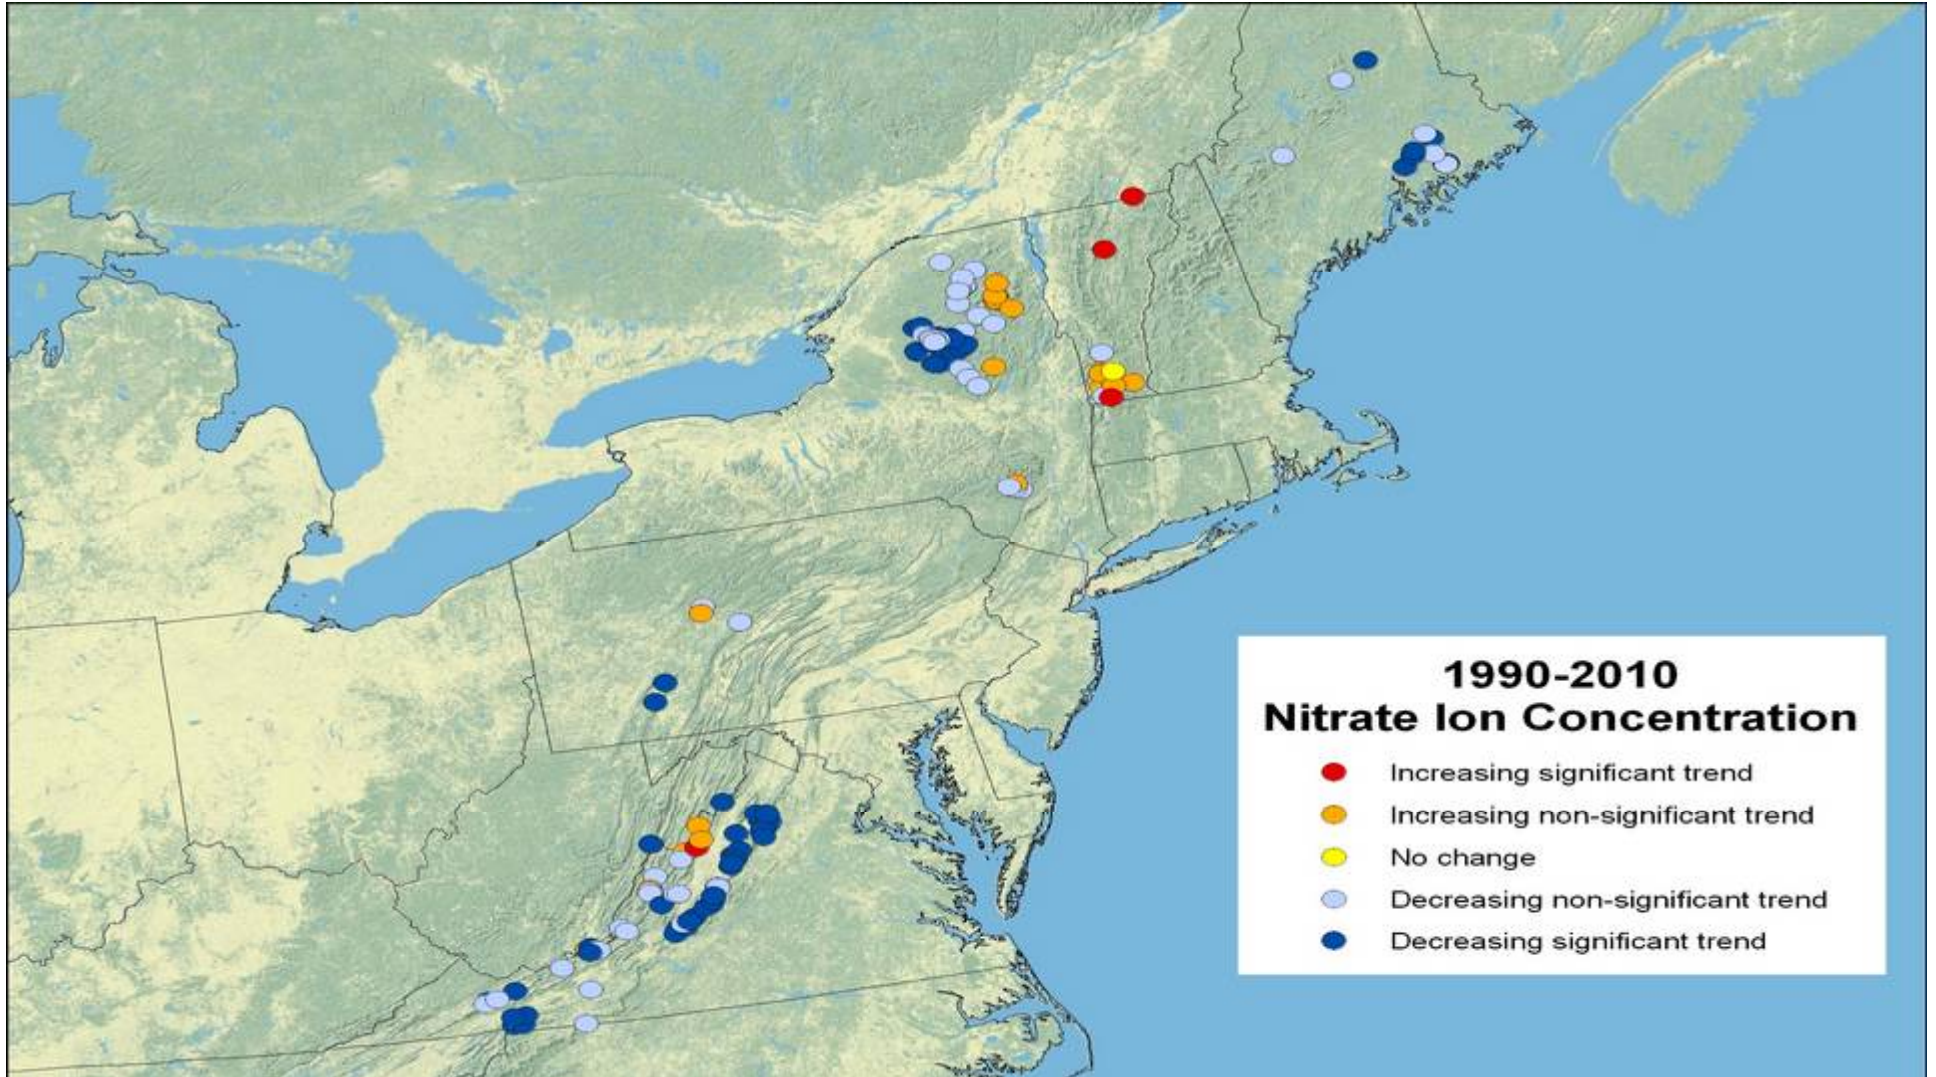 1990-2010
Nitrate Ion Concentration
Increasing significant trend
Increasing non-significant trend
No change
Decreasing non-significant trend
Decreasing significant trend